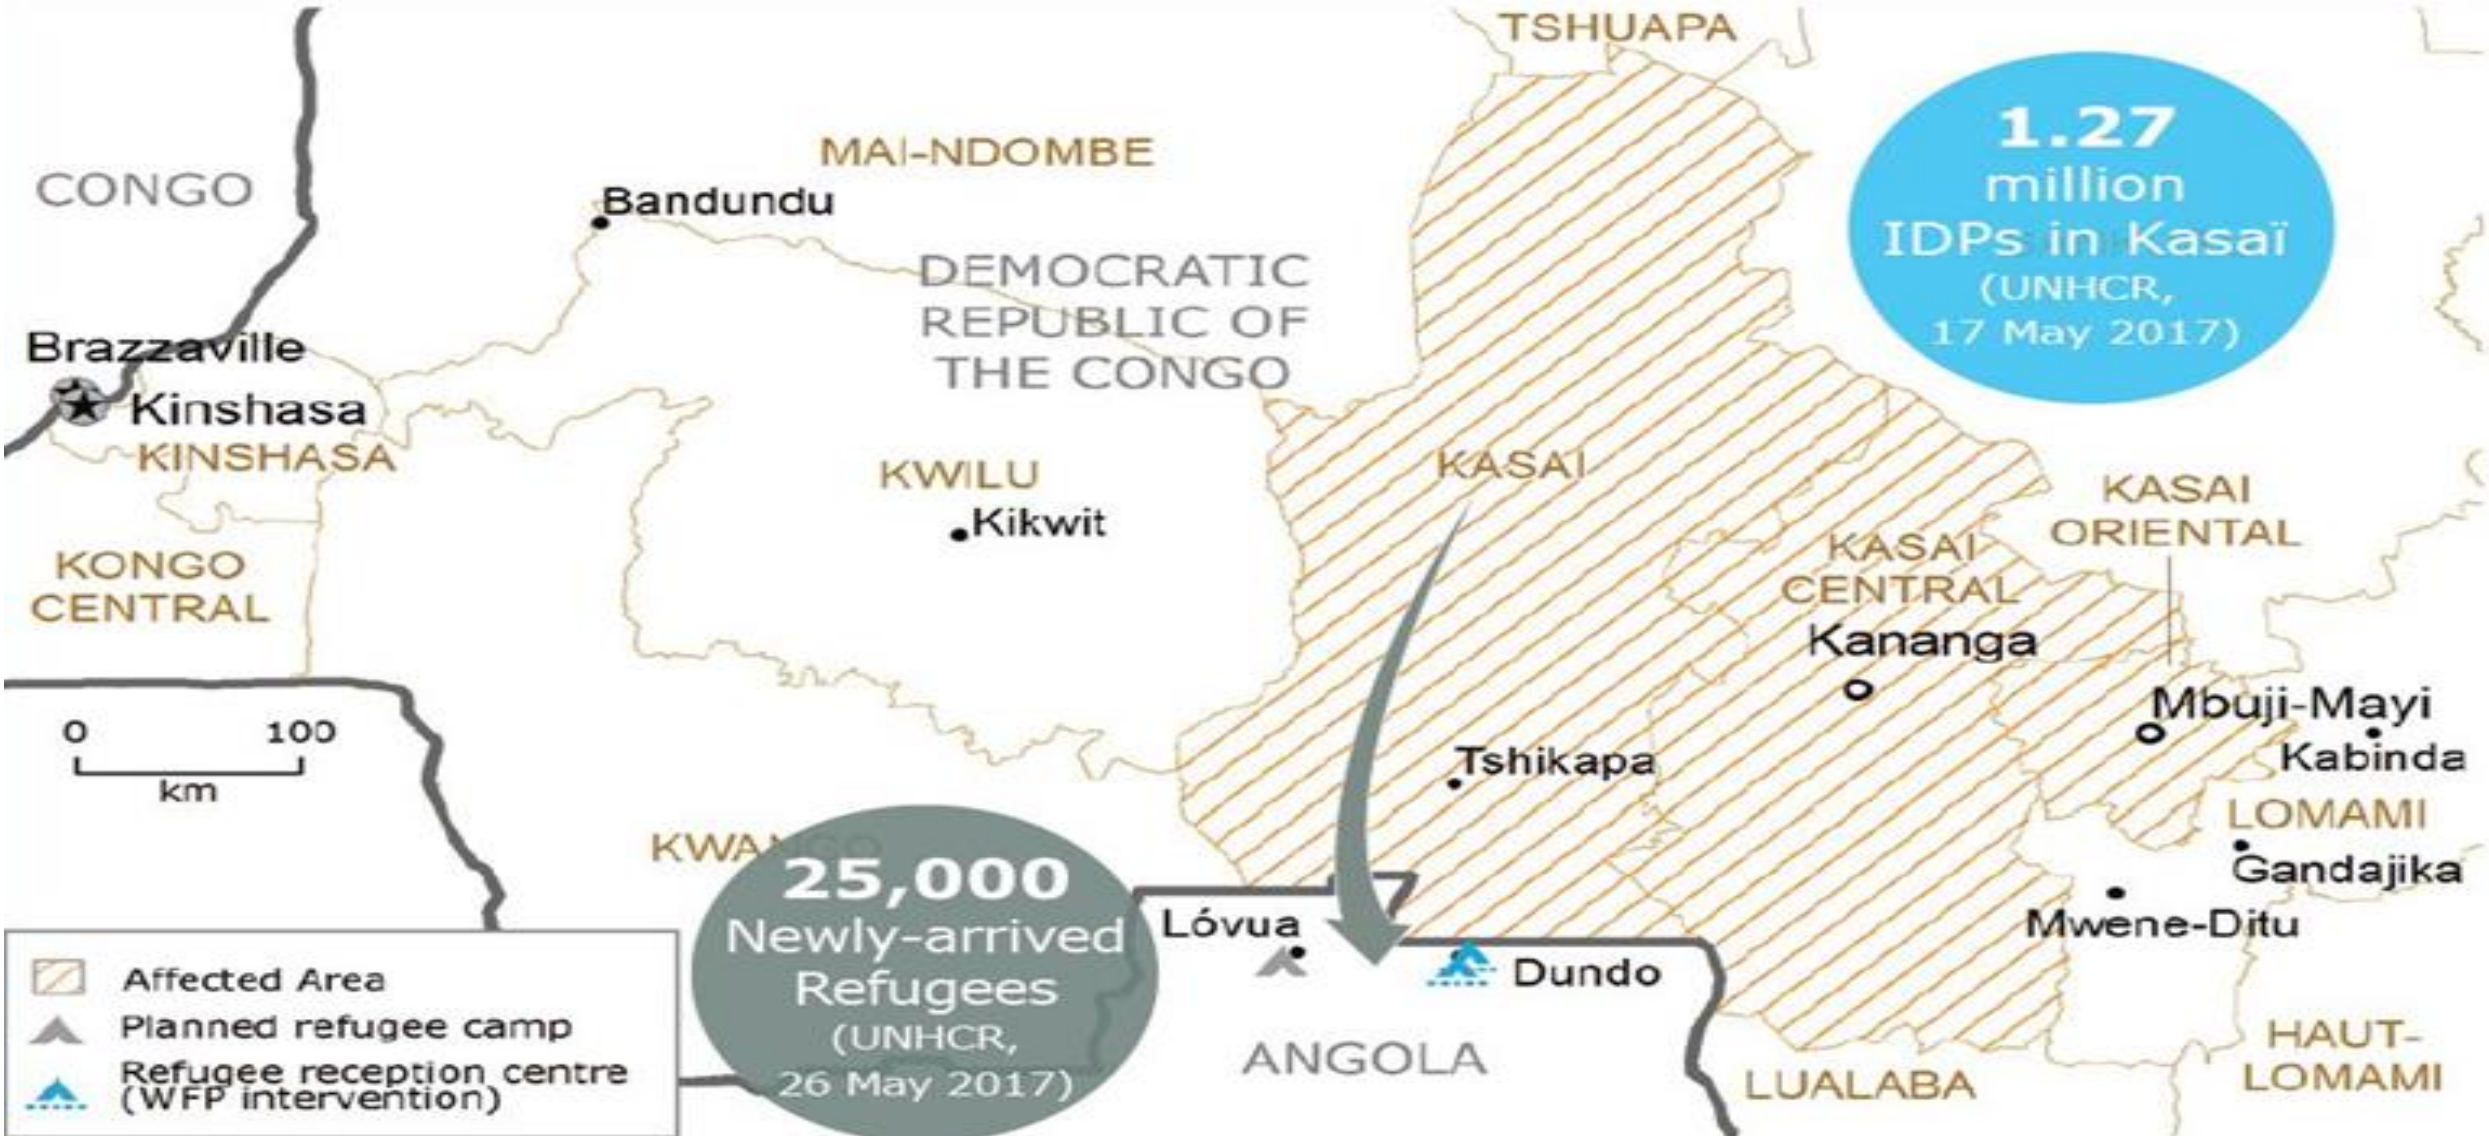 TSHUAPA
1.27
million
IDPs in Kasaï
(UNHCR,
17 May 2017)
MAI-NDOMBE
CONGO
Bandundu
DEMOCRATIC
REPUBLIC OF
THE CONGO
Brazzaville
Kinshasa
KINSHASA
KWILU
Kikwit
KASAI
KASAI
ORIENTAL
KONGO
CENTRAL
KASAI
CENTRAL
Kananga
Mbuji-Mayi
Kabinda
0 100
km
Tshikapa
LOMAMI
Gandajika
KWANGO
25,000
Newly-arrived
Refugees
(UNHCR,
26 May 2017)
Lóvua
Mwene-Ditu
Dundo
ANGOLA
LUALABA
HAUT-
LOMAMI
Affected Area
Planned refugee camp
Refugee reception centre
(WFP intervention)